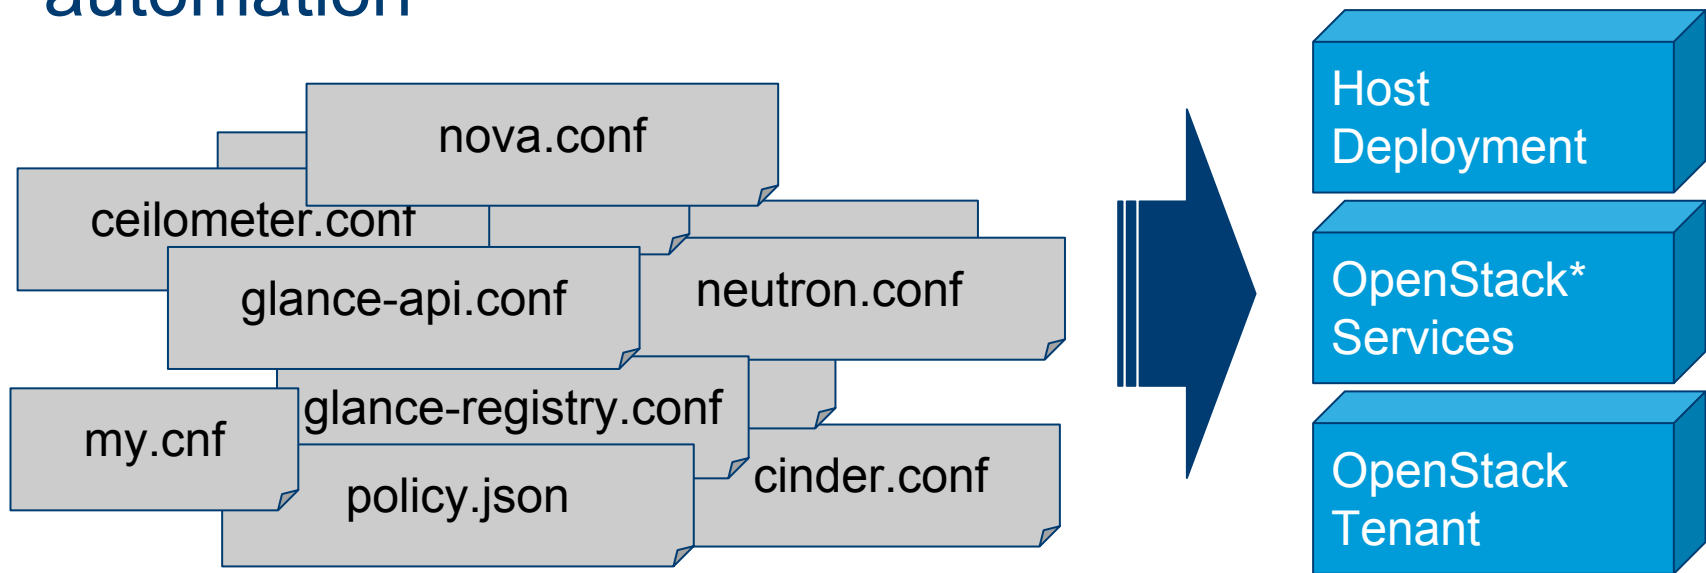 automation
nova.conf
ceilometer.conf
glance-api.conf
neutron.conf
glance-registry.conf
my.cnf
policy.json
cinder.conf
Host
Deployment
OpenStack*
Services
OpenStack
Tenant